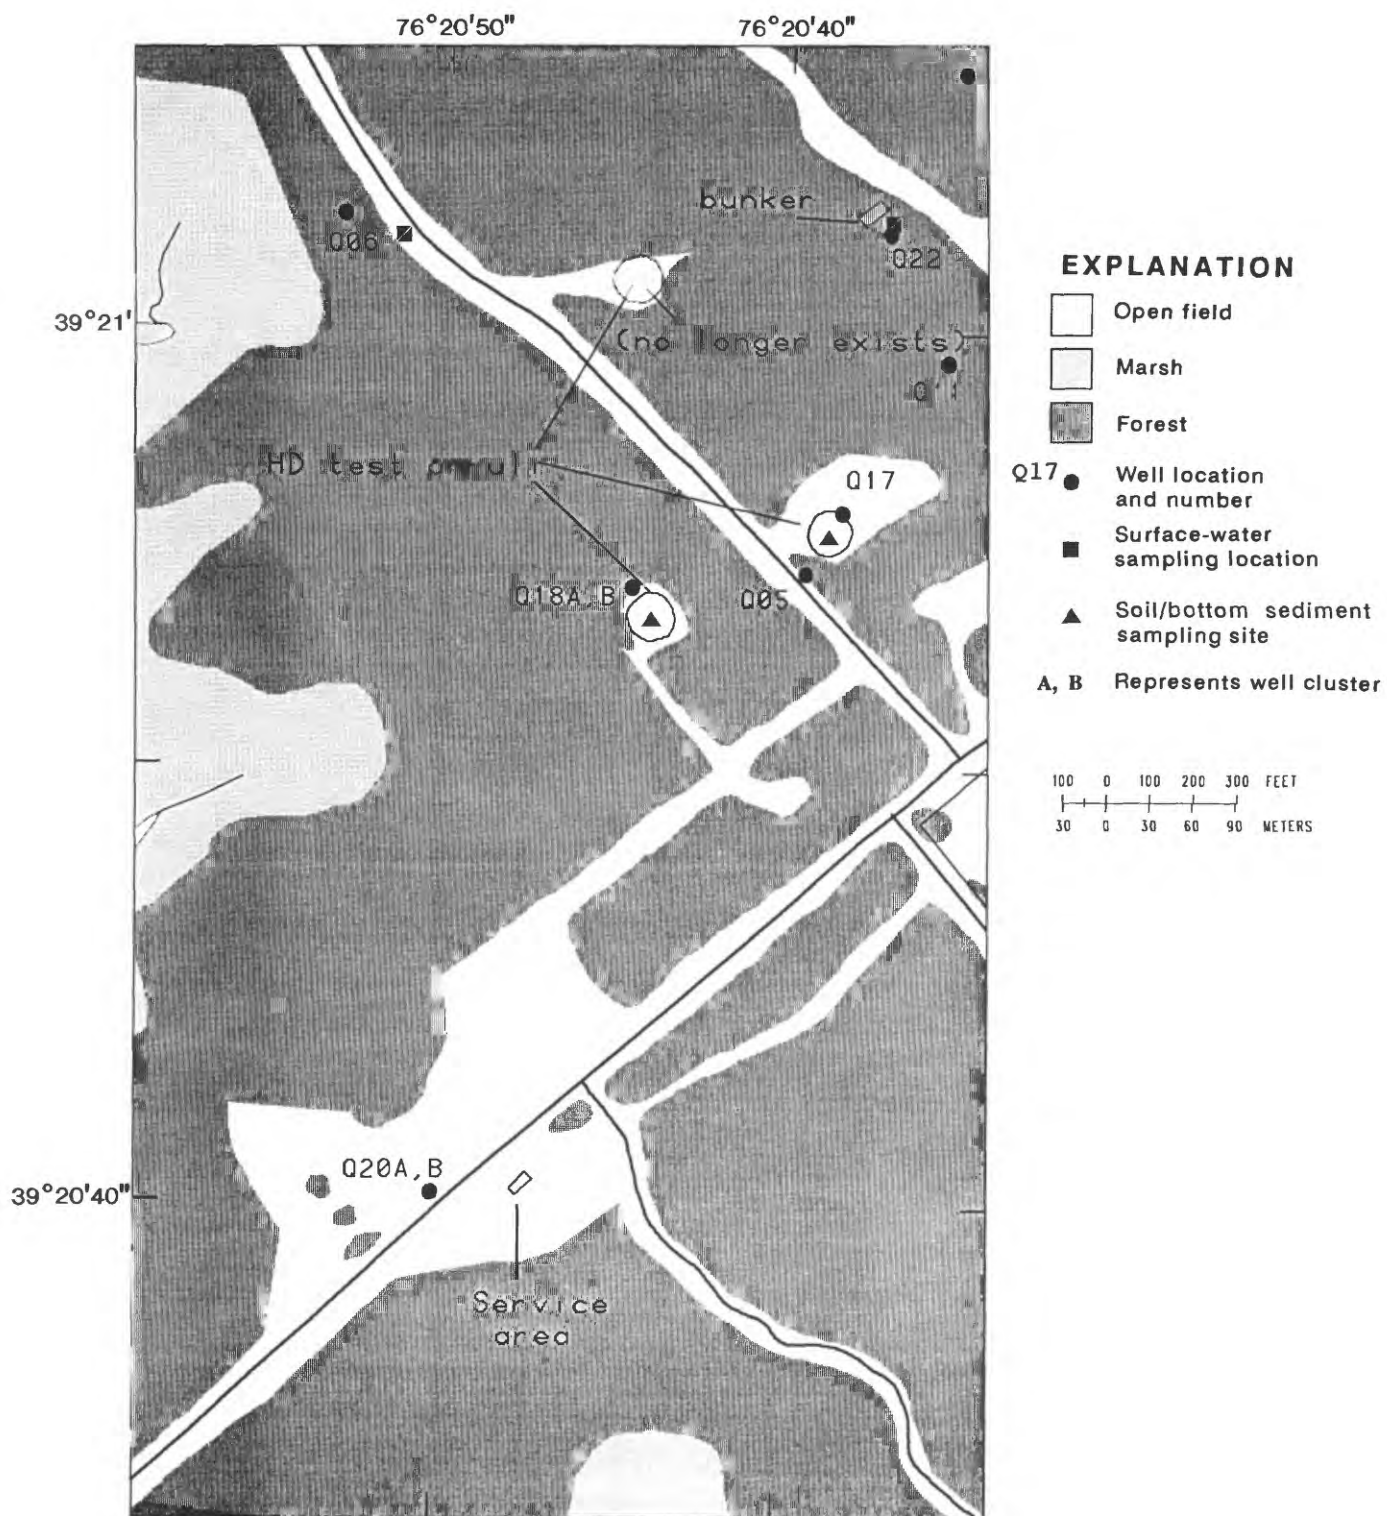 76°20'50"
76°20'40"
bunker
Q06
Q22
39°21'
(no longer exists)
HD test
Q17
Q18A,B
Q05
39°20'40"
Q20A,B
Service
area
EXPLANATION
Open field
Marsh
Forest
Q17 Well location
and number
Surface-water
sampling location
Soil/bottom sediment
sampling site
A, B Represents well cluster
100 0 100 200 300 FEET
30 0 30 60 90 METERS